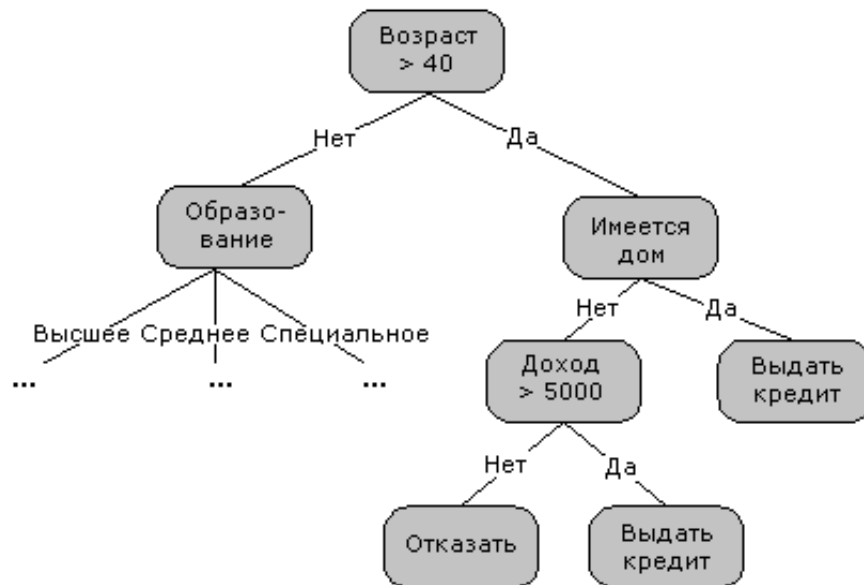 Возраст
> 40
Нет
Да
Образо-
вание
Имеется
дом
Высшее Среднее Специальное
Нет
Да
... ... ...
Доход
> 5000
Выдать
кредит
Нет
Да
Отказать
Выдать
кредит